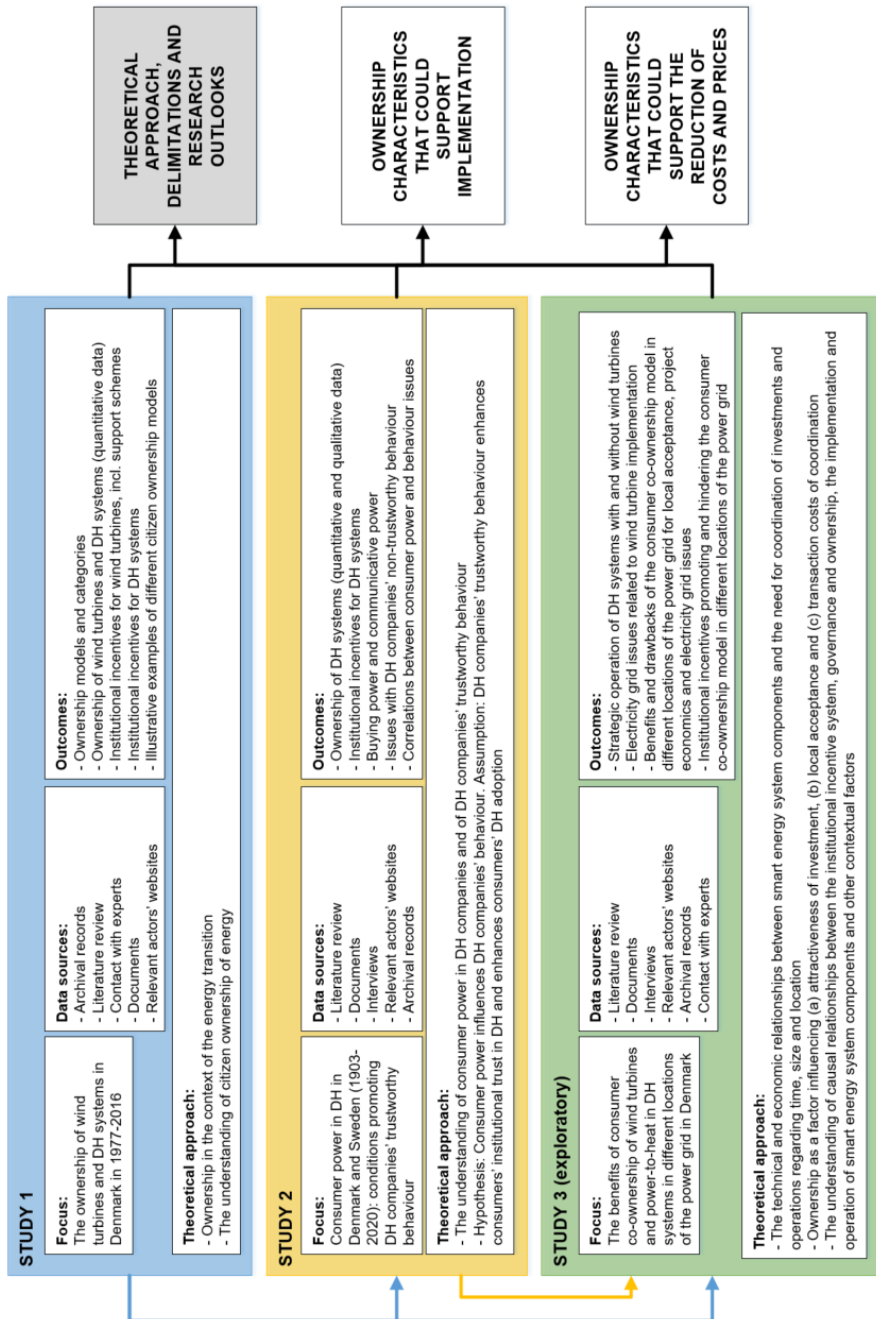 STUDY 1
Focus:
The ownership of wind
turbines and DH systems in
Denmark in 1977-2016
Data sources:
- Archival records
- Literature review
- Contact with experts
- Documents
- Relevant actors' websites
Outcomes:
- Ownership models and categories
- Ownership of wind turbines and DH systems (quantitative data)
- Institutional incentives for wind turbines, incl. support schemes
- Institutional incentives for DH systems
- Illustrative examples of different citizen ownership models
Theoretical approach:
- Ownership in the context of the energy transition
- The understanding of citizen ownership of energy
STUDY 2
Focus:
Consumer power in DH in
Denmark and Sweden (1903-
2020): conditions promoting
DH companies' trustworthy
behaviour
Data sources:
- Literature review
- Documents
- Interviews
- Relevant actors' websites
- Archival records
Outcomes:
- Ownership of DH systems (quantitative and qualitative data)
- Institutional incentives for DH systems
- Buying power and communicative power
- Issues with DH companies' non-trustworthy behaviour
- Correlations between consumer power and behaviour issues
Theoretical approach:
- The understanding of consumer power in DH companies and of DH companies' trustworthy behaviour
- Hypothesis: Consumer power influences DH companies' behaviour. Assumption: DH companies' trustworthy behaviour enhances
consumers' institutional trust in DH and enhances consumers' DH adoption
STUDY 3 (exploratory)
Focus:
The benefits of consumer
co-ownership of wind turbines
and power-to-heat in DH
systems in different locations
of the power grid in Denmark
Data sources:
- Literature review
- Documents
- Interviews
- Relevant actors' websites
- Archival records
- Contact with experts
Outcomes:
- Strategic operation of DH systems with and without wind turbines
- Electricity grid issues related to wind turbine implementation
- Benefits and drawbacks of the consumer co-ownership model in
different locations of the power grid for local acceptance, project
economics and electricity grid issues
- Institutional incentives promoting and hindering the consumer
co-ownership model in different locations of the power grid
Theoretical approach:
- The technical and economic relationships between smart energy system components and the need for coordination of investments and
operations regarding time, size and location
- Ownership as a factor influencing (a) attractiveness of investment, (b) local acceptance and (c) transaction costs of coordination
- The understanding of causal relationships between the institutional incentive system, governance and ownership, the implementation and
operation of smart energy system components and other contextual factors
THEORETICAL
APPROACH,
DELIMITATIONS AND
RESEARCH
OUTLOOKS
OWNERSHIP
CHARACTERISTICS
THAT COULD
SUPPORT
IMPLEMENTATION
OWNERSHIP
CHARACTERISTICS
THAT COULD
SUPPORT THE
REDUCTION OF
COSTS AND PRICES